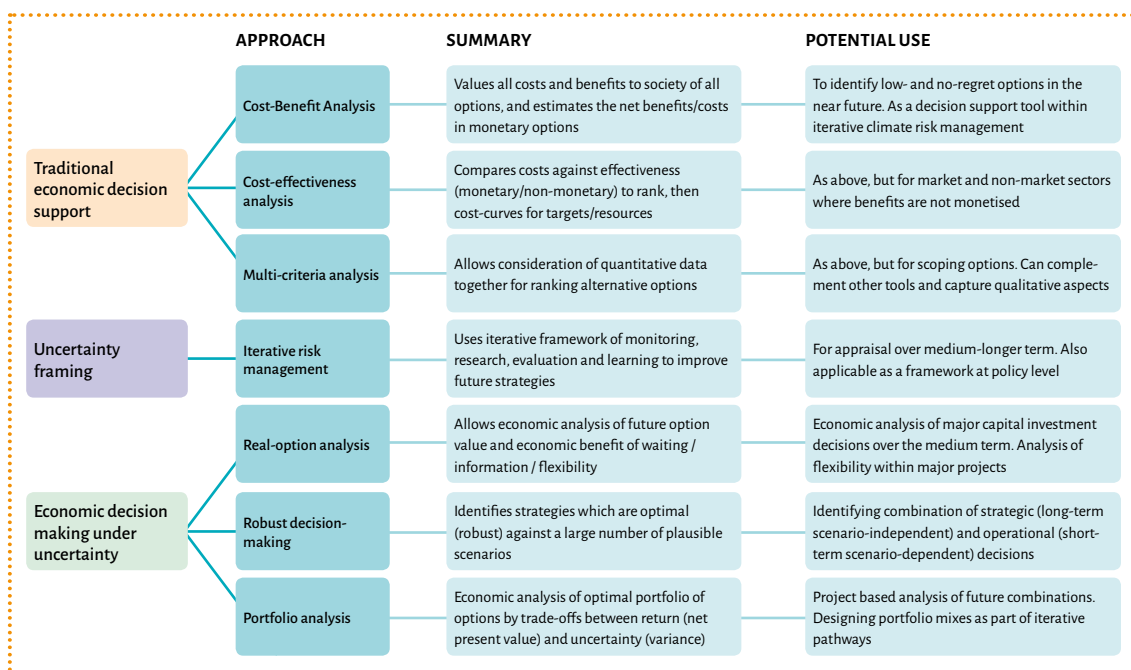 APPROACH
SUMMARY
POTENTIAL USE
Traditional
economic decision
support
Cost-Benefit Analysis
Values all costs and benefits to society of all
options, and estimates the net benefits/costs
in monetary options
To identify low- and no-regret options in the
near future. As a decision support tool within
iterative climate risk management
Cost-effectiveness
analysis
Compares costs against effectiveness
(monetary/non-monetary) to rank, then
cost-curves for targets/resources
As above, but for market and non-market sectors
where benefits are not monetised
Multi-criteria analysis
Allows consideration of quantitative data
together for ranking alternative options
As above, but for scoping options. Can comple-
ment other tools and capture qualitative aspects
Uncertainty
framing
Iterative risk
management
Uses iterative framework of monitoring,
research, evaluation and learning to improve
future strategies
For appraisal over medium-longer term. Also
applicable as a framework at policy level
Economic decision
making under
uncertainty
Real-option analysis
Allows economic analysis of future option
value and economic benefit of waiting /
information / flexibility
Economic analysis of major capital investment
decisions over the medium term. Analysis of
flexibility within major projects
Robust decision-
making
Identifies strategies which are optimal
(robust) against a large number of plausible
scenarios
Identifying combination of strategic (long-term
scenario-independent) and operational (short-
term scenario-dependent) decisions
Portfolio analysis
Economic analysis of optimal portfolio of
options by trade-offs between return (net
present value) and uncertainty (variance)
Project based analysis of future combinations.
Designing portfolio mixes as part of iterative
pathways